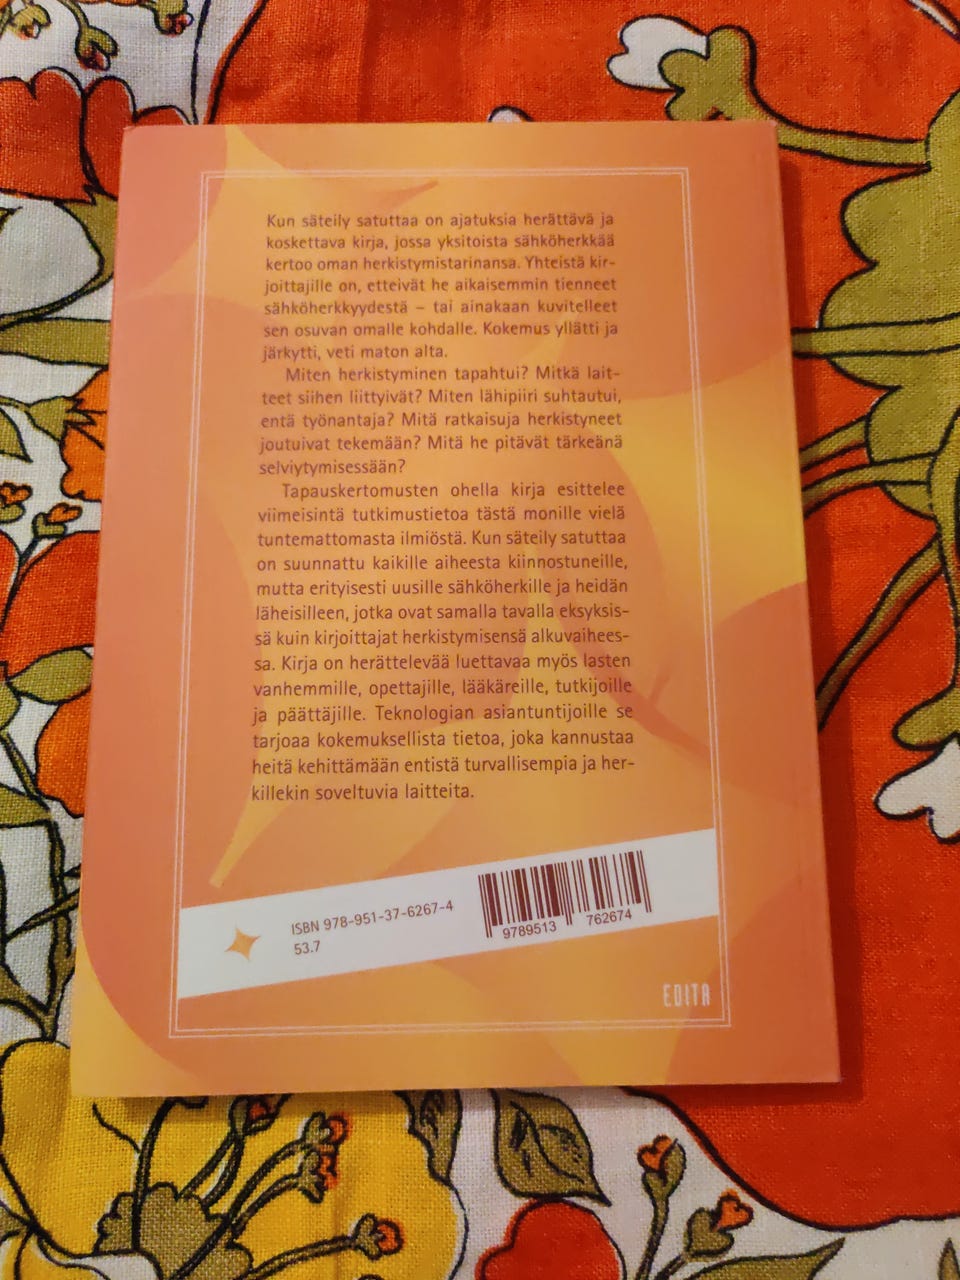 Kun säteily satuttaa on ajatuksia herättävä ja
koskettava kirja, jossa yksitoista sähköherkkää
kertoo oman herkistymistarinansa. Yhteistä kir-
joittajille on, etteivät he aikaisemmin tienneet
sähköherkkyydestä – tai ainakaan kuvitelleet
sen osuvan omalle kohdalle. Kokemus yllätti ja
järkytti, veti maton alta.
Miten herkistyminen tapahtui? Mitkä lait-
teet siihen liittyivät? Miten lähipiiri suhtautui,
entä työnantaja? Mitä ratkaisuja herkistyneet
joutuivat tekemään? Mitä he pitävät tärkeänä
selviytymisessään?
Tapauskertomusten ohella kirja esittelee
viimeisintä tutkimustietoa tästä monille vielä
tuntemattomasta ilmiöstä. Kun säteily satuttaa
on suunnattu kaikille aiheesta kiinnostuneille,
mutta erityisesti uusille sähköherkille ja heidän
läheisilleen, jotka ovat samalla tavalla eksyksis-
sä kuin kirjoittajat herkistymisensä alkuvaihees-
sa. Kirja on herättelevää luettavaa myös lasten
vanhemmille, opettajille, lääkäreille, tutkijoille
ja päättäjille. Teknologian asiantuntijoille se
tarjoaa kokemuksellista tietoa, joka kannustaa
heitä kehittämään entistä turvallisempia ja her-
killekin soveltuvia laitteita.
ISBN 978-951-37-6267-4
53.7
9789513 762674
EDITA